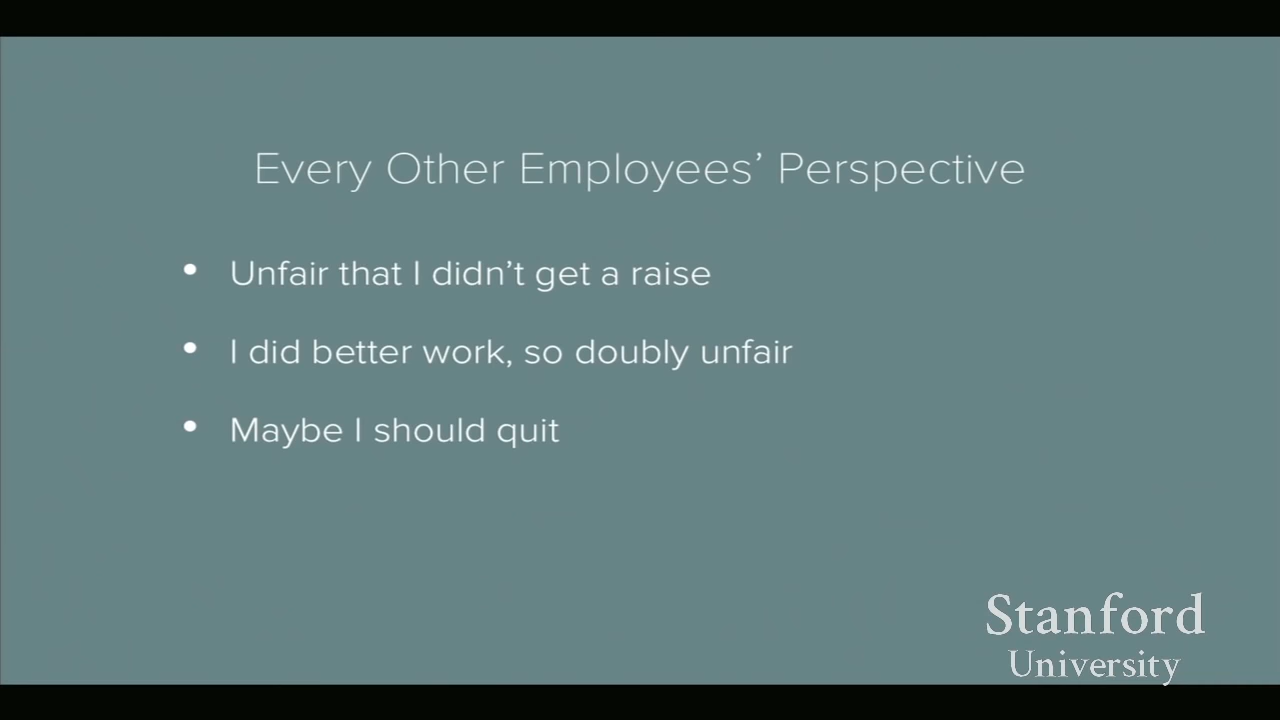 Every Other Employees’ Perspective
• Unfair that I didn’t get a raise
• I did better work, so doubly unfair
• Maybe I should quit
Stanford
University